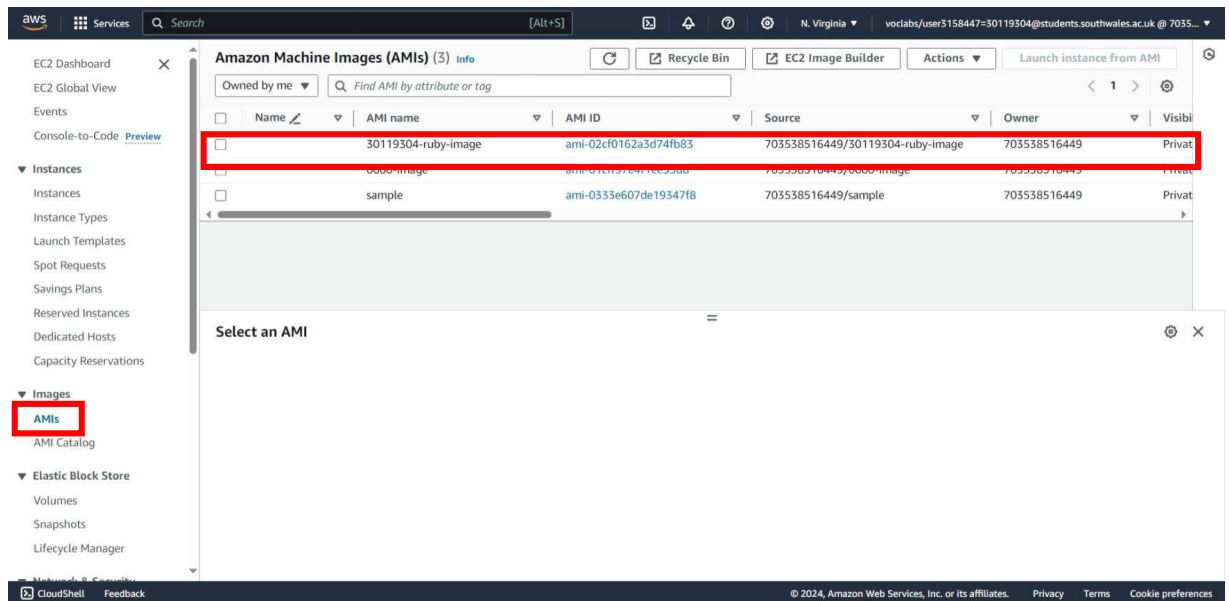 aws Services Search [Alt+S] N. Virginia voclabs/user3158447=30119304@students.southwales.ac.uk @ 7035...
EC2 Dashboard
EC2 Global View
Events
Console-to-Code Preview
Instances
Instances
Instance Types
Launch Templates
Spot Requests
Savings Plans
Reserved Instances
Dedicated Hosts
Capacity Reservations
Images
AMIs
AMI Catalog
Elastic Block Store
Volumes
Snapshots
Lifecycle Manager
Network & Security
Amazon Machine Images (AMIs) (3) Info Recycle Bin EC2 Image Builder Actions Launch instance from AMI
Owned by me Find AMI by attribute or tag 1
Name AMI name AMI ID Source Owner Visibi
30119304-ruby-image ami-02cf0162a3d74fb83 703538516449/30119304-ruby-image 703538516449 Privat
sample ami-0333e607de19347f8 703538516449/sample 703538516449 Privat
Select an AMI
CloudShell Feedback © 2024, Amazon Web Services, Inc. or its affiliates. Privacy Terms Cookie preferences